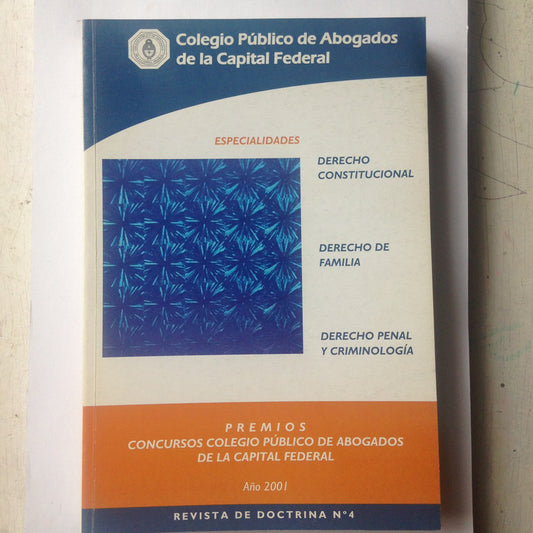 Colegio Público de Abogados
de la Capital Federal
ESPECIALIDADES
DERECHO
CONSTITUCIONAL
DERECHO DE
FAMILIA
DERECHO PENAL
Y CRIMINOLOGÍA
PREMIOS
CONCURSOS COLEGIO PÚBLICO DE ABOGADOS
DE LA CAPITAL FEDERAL
Año 2001
REVISTA DE DOCTRINA Nº4